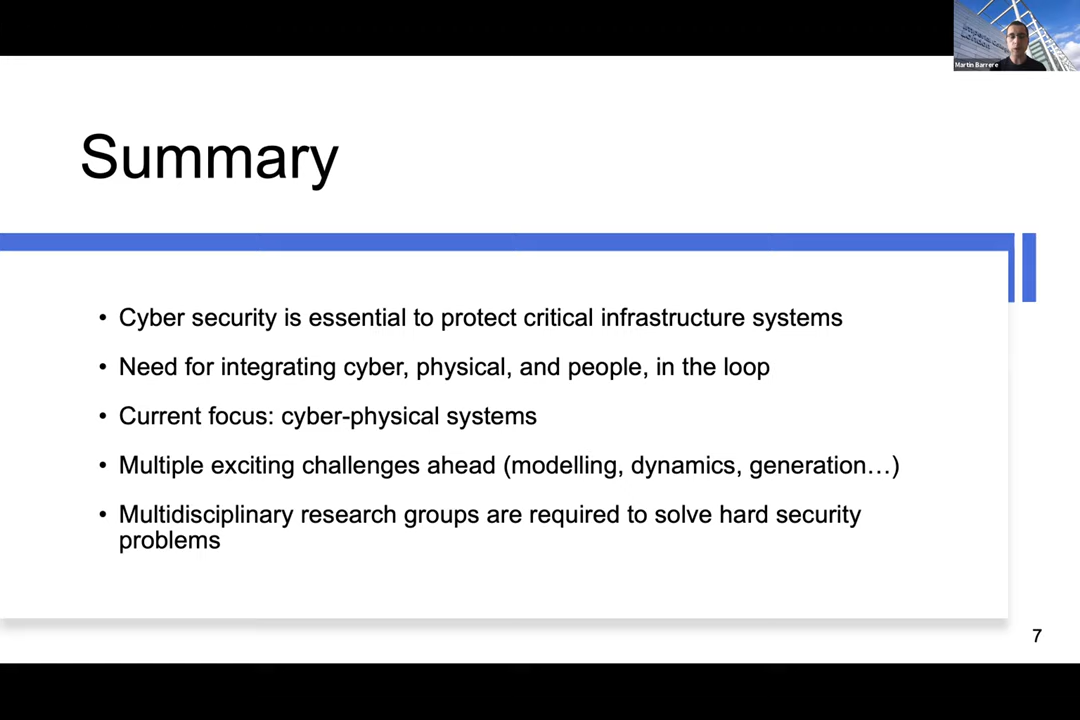 Martin Barrere
Summary
• Cyber security is essential to protect critical infrastructure systems
• Need for integrating cyber, physical, and people, in the loop
• Current focus: cyber-physical systems
• Multiple exciting challenges ahead (modelling, dynamics, generation…)
• Multidisciplinary research groups are required to solve hard security
problems
7